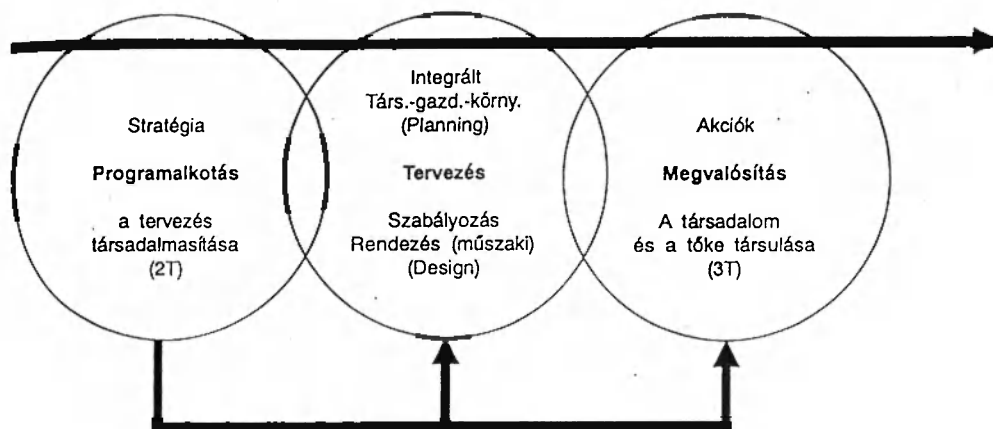 Stratégia
Programalkotás
a tervezés
társadalmasítása
(2T)
Integrált
Társ.-gazd.-körny.
(Planning)
Tervezés
Szabályozás
Rendezés (műszaki)
(Design)
Akciók
Megvalósítás
A társadalom
és a tőke társulása
(3T)